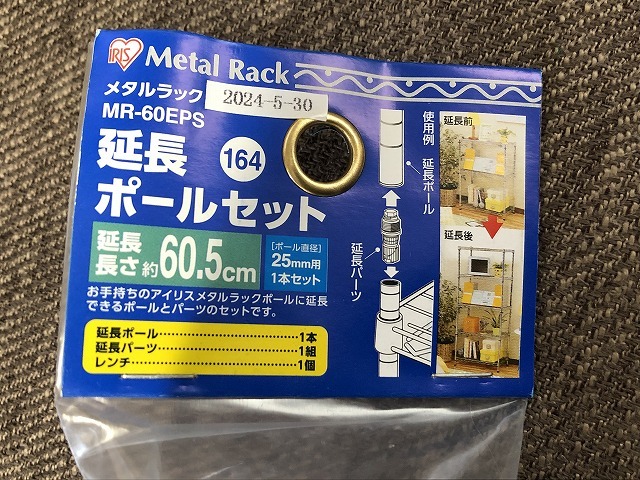 IRIS
Metal Rack
メタルラック
2024-5-30
MR-60EPS
延長
164
ポールセット
延長
長さ約60.5cm
[ポール直径]
25mm用
1本セット
お手持ちのアイリスメタルラックポールに延長
できるポールとパーツのセットです。
延長ポール……………………1本
延長パーツ……………………1組
レンチ…………………………1個
使用例
延長ポール
延長パーツ
延長前
延長後